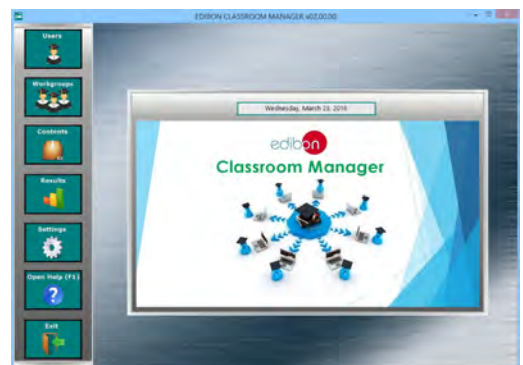 EDIBON CLASSROOM MANAGER v02.00.00
Users
Workgroups
Contents
Results
Settings
Open Help (F1)
Exit
Wednesday, March 23, 2016
edibon
Classroom Manager